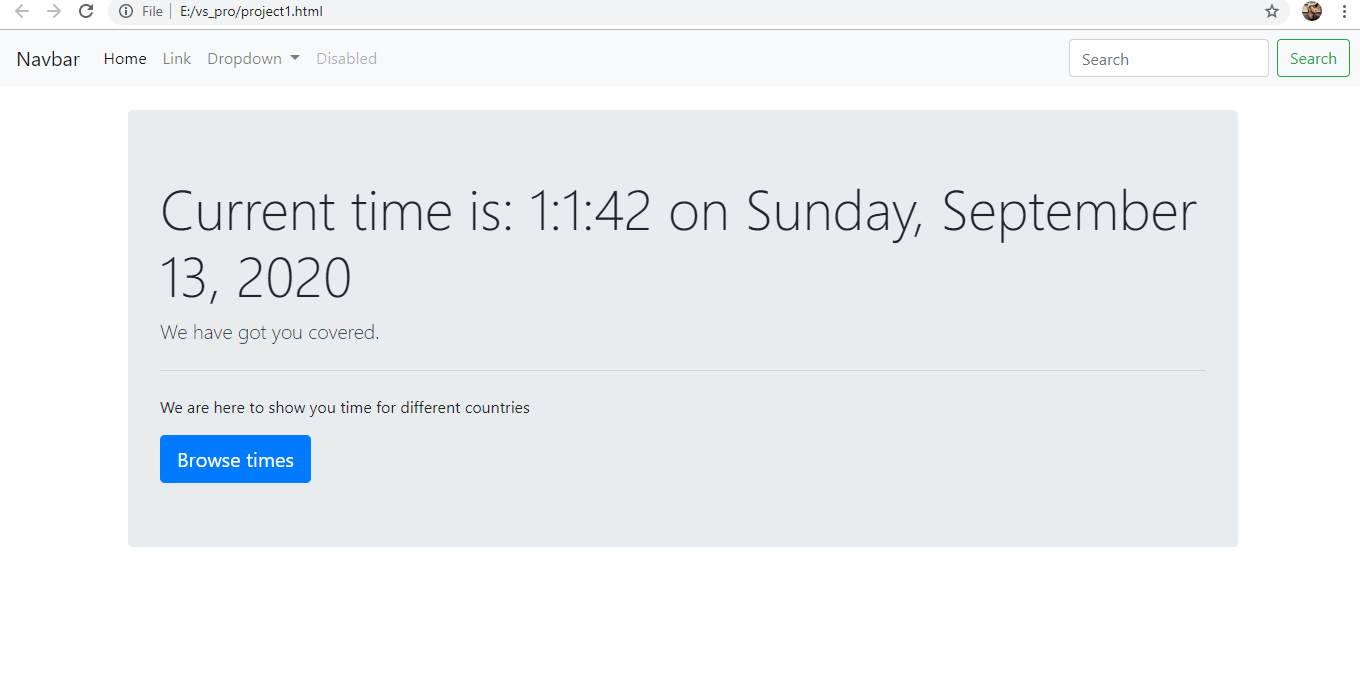 File E:/vs_pro/project1.html
Navbar Home Link Dropdown Disabled Search Search
Current time is: 1:1:42 on Sunday, September
13, 2020
We have got you covered.
We are here to show you time for different countries
Browse times